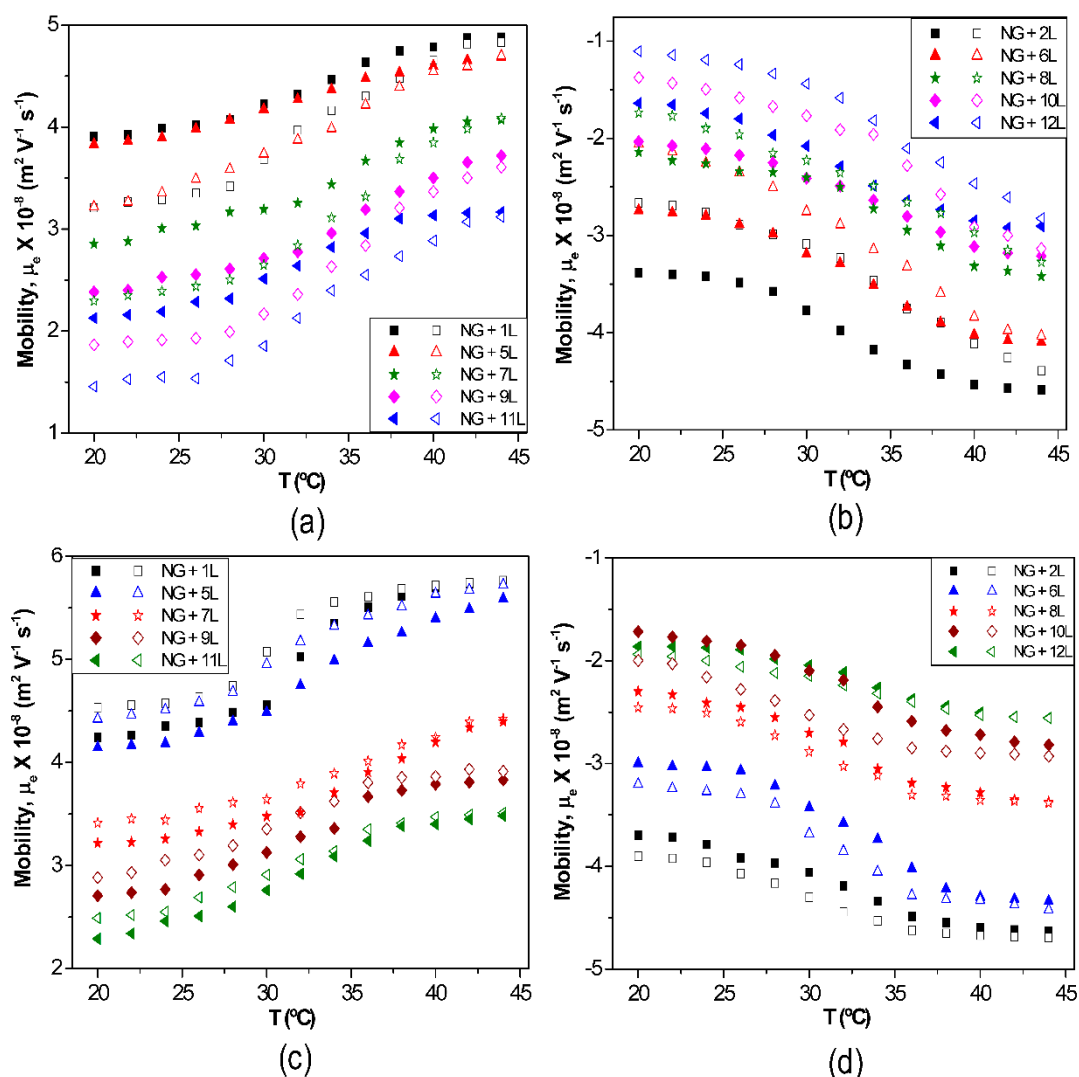 5
4
3
2
1
20
25
30
35
40
45
Mobility, μe X 10-8 (m2 V-1 s-1)
T (ºC)
NG + 1L
NG + 5L
NG + 7L
NG + 9L
NG + 11L
(a)
-1
-2
-3
-4
-5
20
25
30
35
40
45
Mobility, μe X 10-8 (m2 V-1 s-1)
T (ºC)
NG + 2L
NG + 6L
NG + 8L
NG + 10L
NG + 12L
(b)
6
5
4
3
2
20
25
30
35
40
45
Mobility, μe X 10-8 (m2 V-1 s-1)
T (ºC)
NG + 1L
NG + 5L
NG + 7L
NG + 9L
NG + 11L
(c)
-1
-2
-3
-4
-5
20
25
30
35
40
45
Mobility, μe X 10-8 (m2 V-1 s-1)
T (ºC)
NG + 2L
NG + 6L
NG + 8L
NG + 10L
NG + 12L
(d)